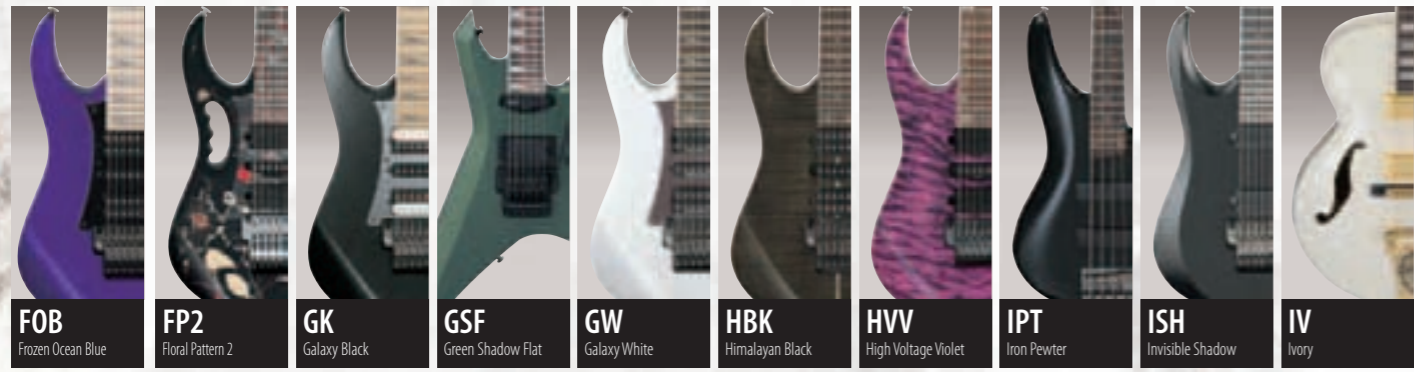 FOB
Frozen Ocean Blue
FP2
Floral Pattern 2
GK
Galaxy Black
GSF
Green Shadow Flat
GW
Galaxy White
HBK
Himalayan Black
HVV
High Voltage Violet
IPT
Iron Pewter
ISH
Invisible Shadow
IV
Ivory